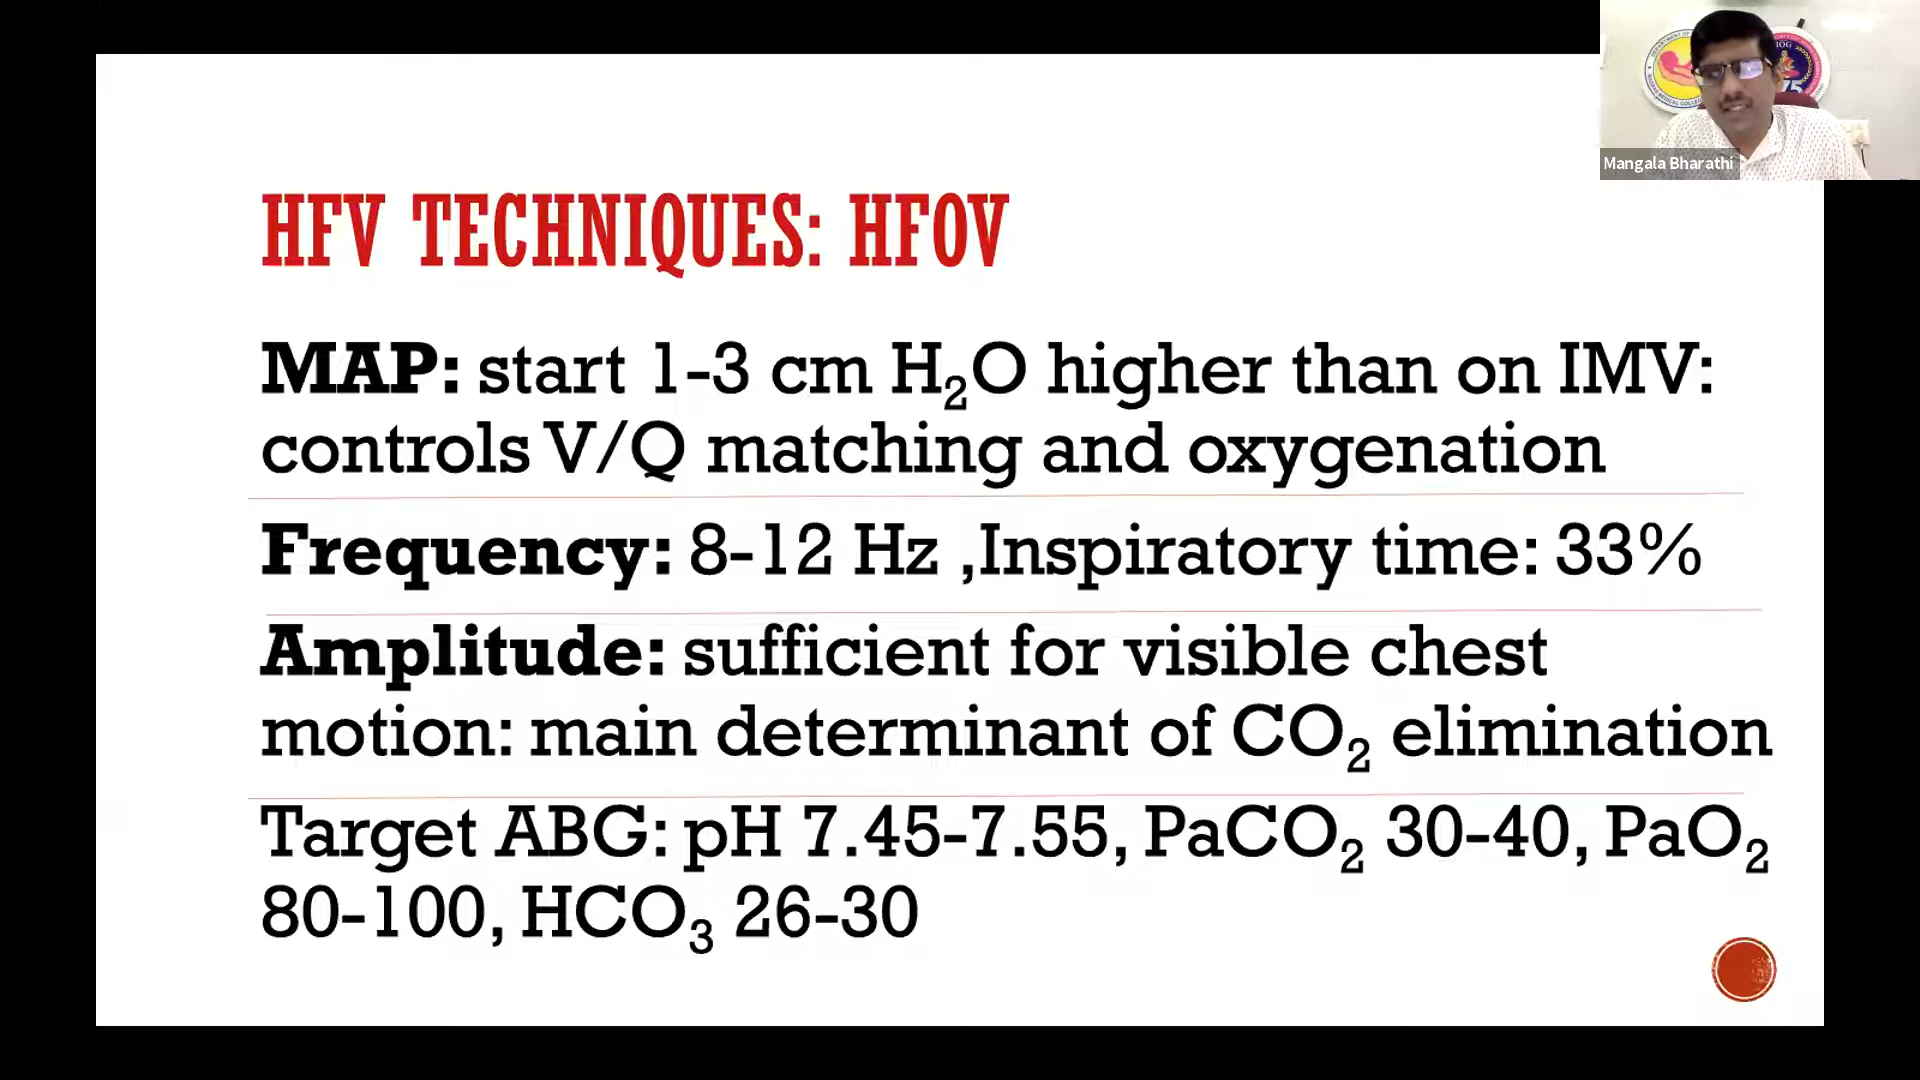 HFV TECHNIQUES: HFOV
MAP: start 1-3 cm H₂O higher than on IMV:
controls V/Q matching and oxygenation
Frequency: 8-12 Hz ,Inspiratory time: 33%
Amplitude: sufficient for visible chest
motion: main determinant of CO₂ elimination
Target ABG: pH 7.45-7.55, PaCO₂ 30-40, PaO₂
80-100, HCO₃ 26-30
Mangala Bharathi
IOG
75